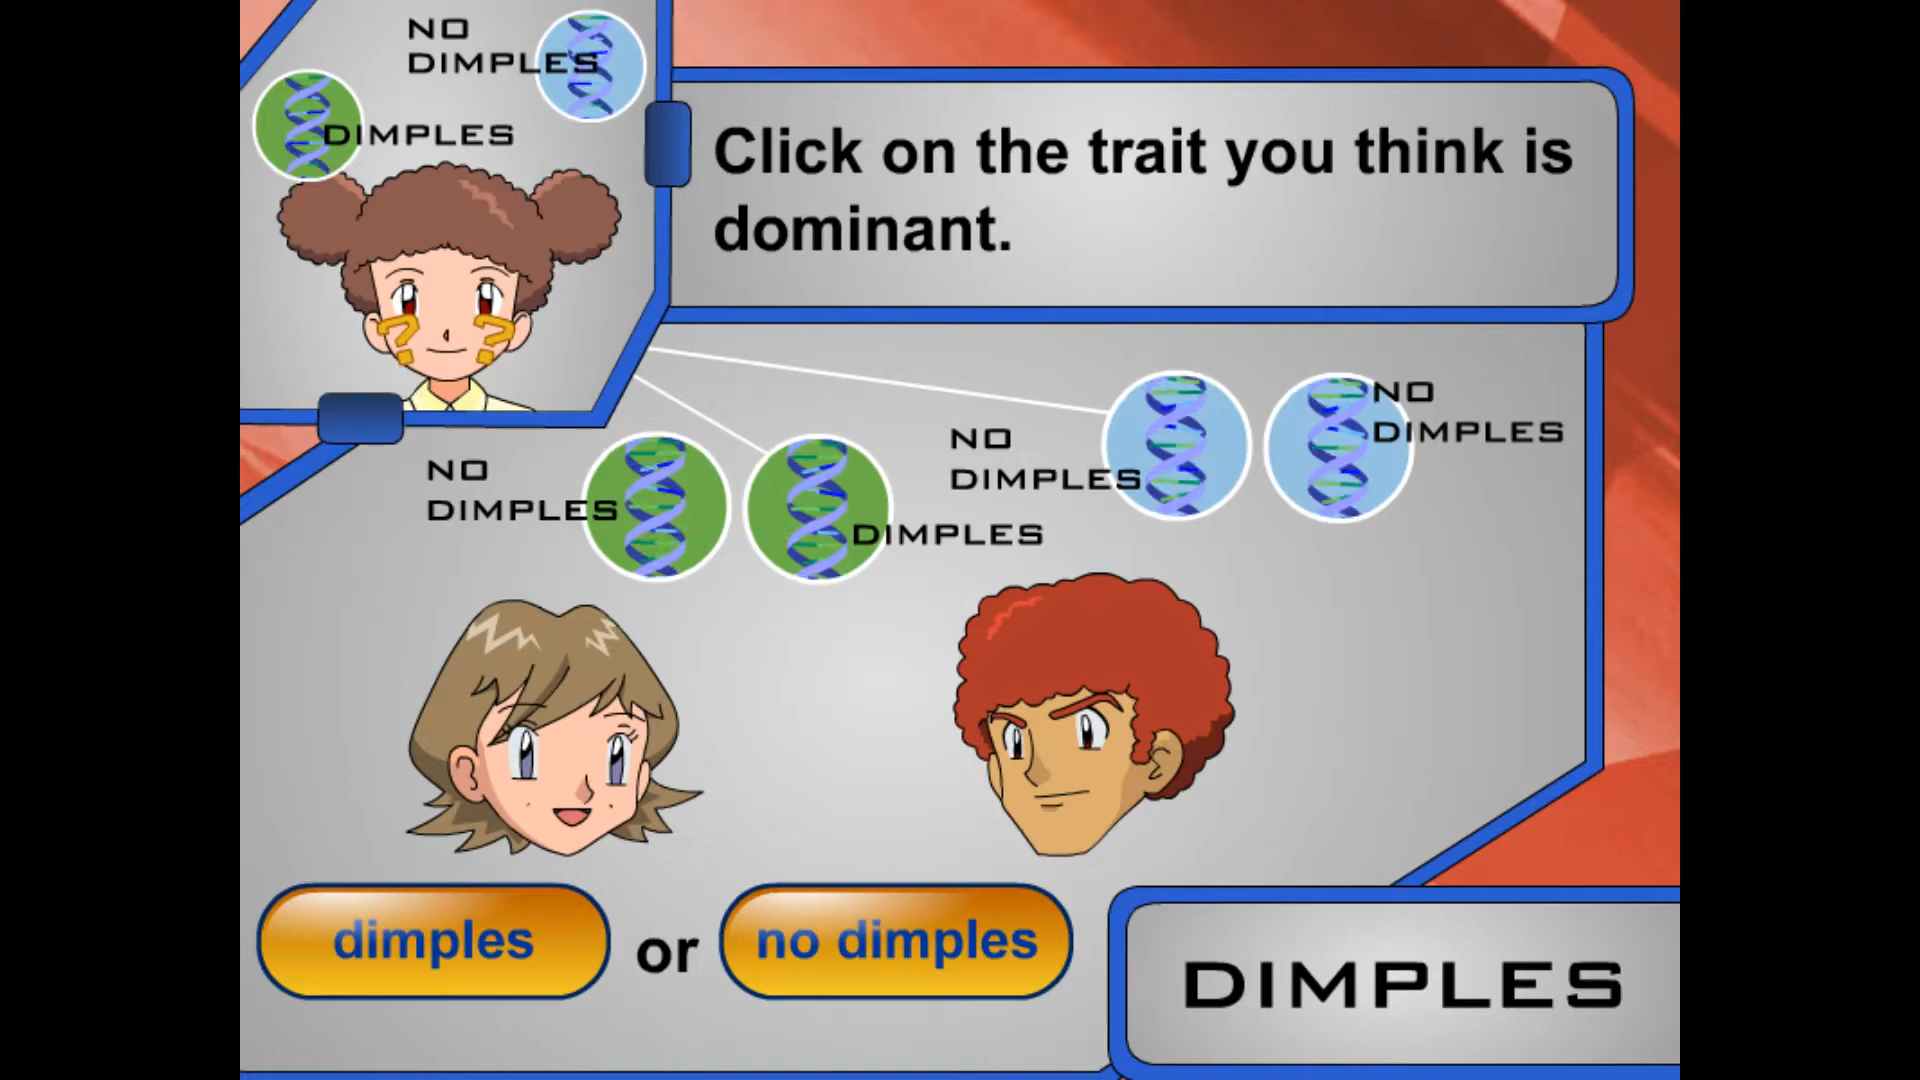 NO
DIMPLES
DIMPLES
Click on the trait you think is
dominant.
?
?
NO
DIMPLES
DIMPLES
NO
DIMPLES
NO
DIMPLES
dimples
or
no dimples
DIMPLES